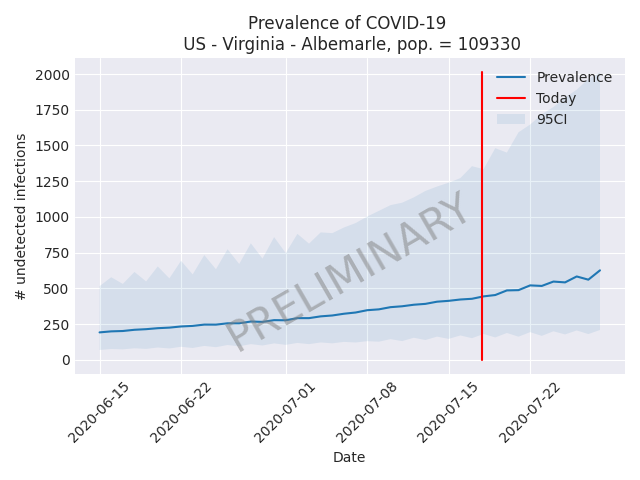 Prevalence of COVID-19
US - Virginia - Albemarle, pop. = 109330
2000
1750
1500
1250
1000
750
500
250
0
# undetected infections
Prevalence
Today
95CI
PRELIMINARY
2020-06-15
2020-06-22
2020-07-01
2020-07-08
2020-07-15
2020-07-22
Date